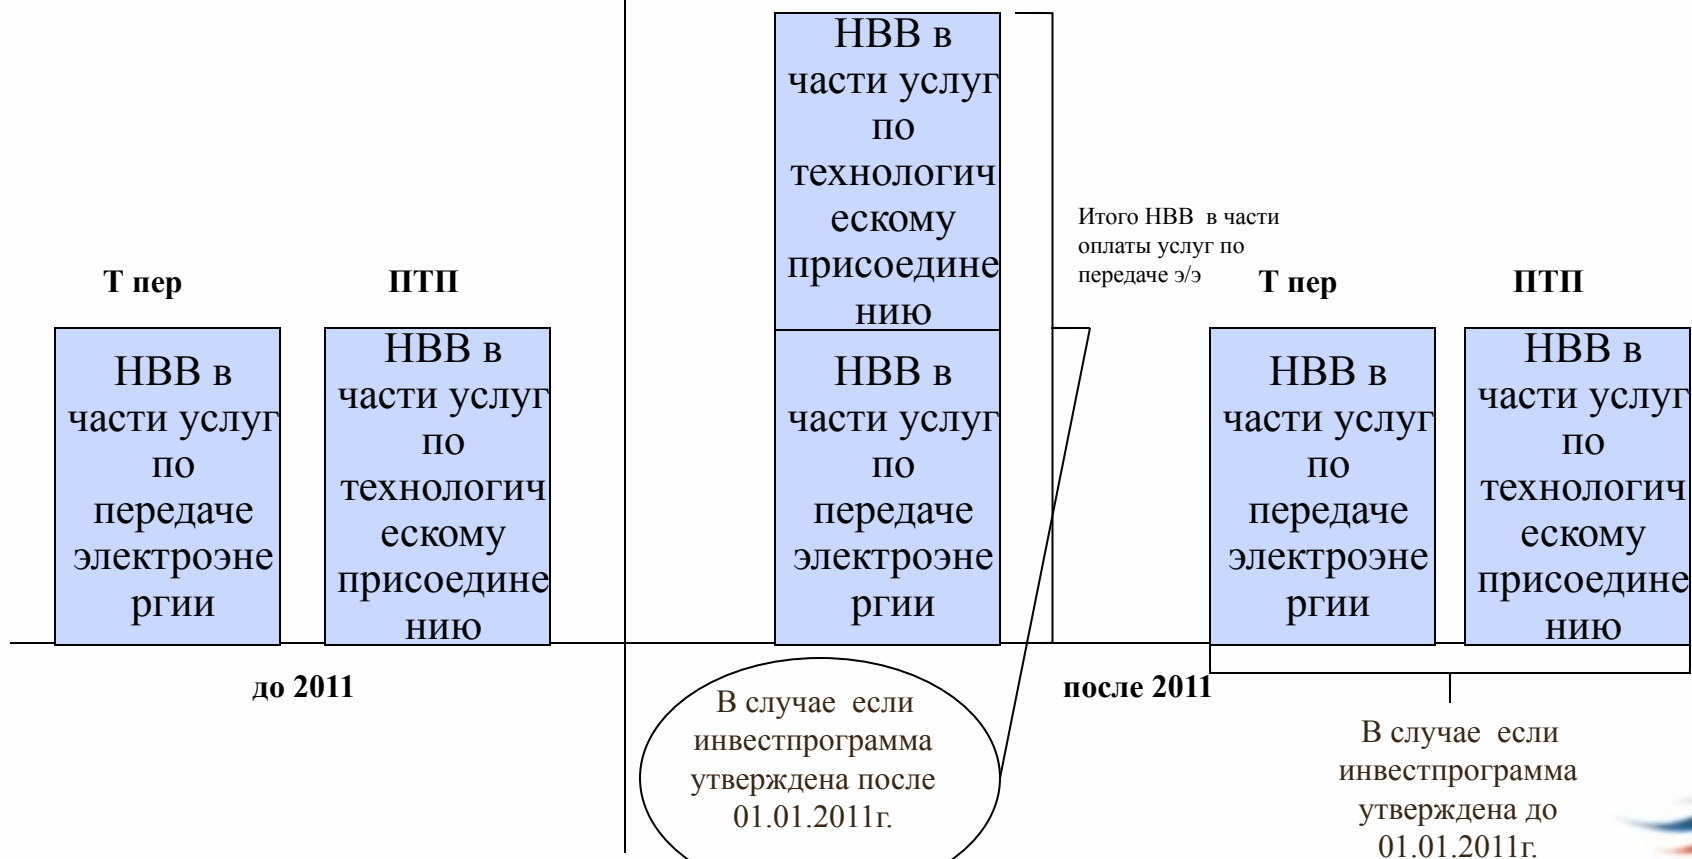 Т пер
НВВ в
части услуг
по
передаче
электроэне
ргии
ПТП
НВВ в
части услуг
по
технологич
ескому
присоедине
нию
до 2011
НВВ в
части услуг
по
технологич
ескому
присоедине
нию
НВВ в
части услуг
по
передаче
электроэне
ргии
Итого НВВ в части
оплаты услуг по
передаче э/э
В случае если
инвестпрограмма
утверждена после
01.01.2011г.
после 2011
Т пер
НВВ в
части услуг
по
передаче
электроэне
ргии
ПТП
НВВ в
части услуг
по
технологич
ескому
присоедине
нию
В случае если
инвестпрограмма
утверждена до
01.01.2011г.